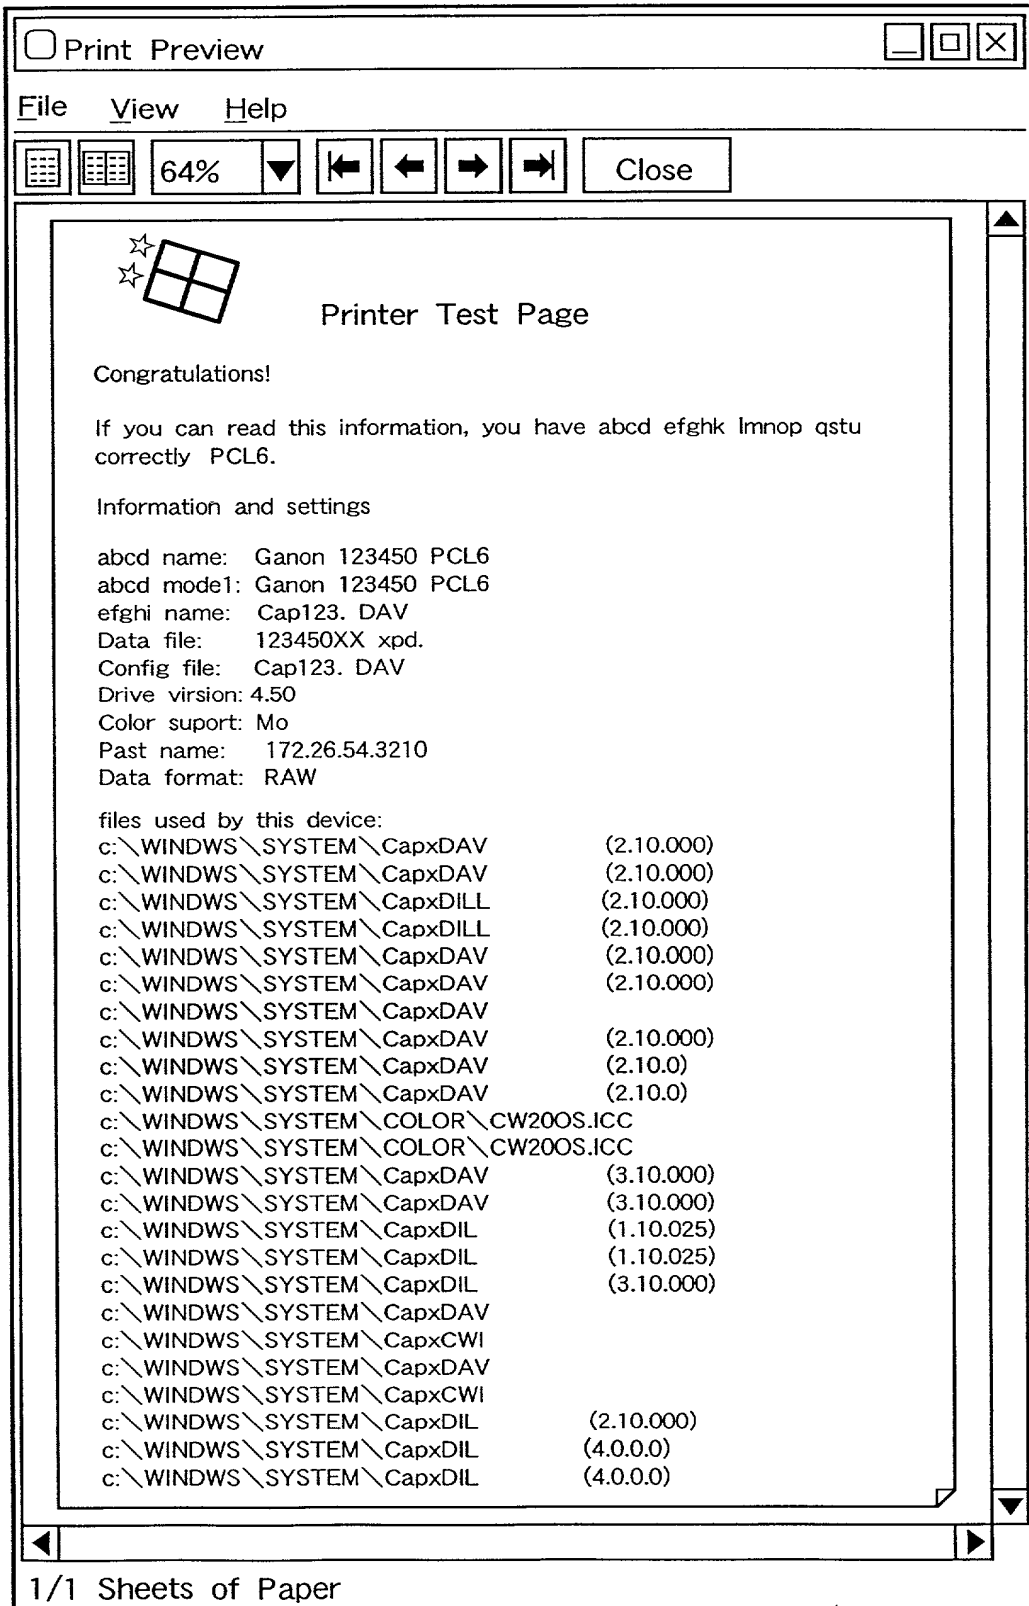 Print Preview
File View Help
64% Close
Printer Test Page
Congratulations!
If you can read this information, you have abcd efghk lmnop qstu
correctly PCL6.
Information and settings
abcd name: Ganon 123450 PCL6
abcd mode1: Ganon 123450 PCL6
efghi name: Cap123. DAV
Data file: 123450XX xpd.
Config file: Cap123. DAV
Drive virsion: 4.50
Color suport: Mo
Past name: 172.26.54.3210
Data format: RAW
files used by this device:
c:\WINDWS\SYSTEM\CapxDAV (2.10.000)
c:\WINDWS\SYSTEM\CapxDAV (2.10.000)
c:\WINDWS\SYSTEM\CapxDILL (2.10.000)
c:\WINDWS\SYSTEM\CapxDILL (2.10.000)
c:\WINDWS\SYSTEM\CapxDAV (2.10.000)
c:\WINDWS\SYSTEM\CapxDAV (2.10.000)
c:\WINDWS\SYSTEM\CapxDAV
c:\WINDWS\SYSTEM\CapxDAV (2.10.000)
c:\WINDWS\SYSTEM\CapxDAV (2.10.0)
c:\WINDWS\SYSTEM\CapxDAV (2.10.0)
c:\WINDWS\SYSTEM\COLOR\CW20OS.ICC
c:\WINDWS\SYSTEM\COLOR\CW20OS.ICC
c:\WINDWS\SYSTEM\CapxDAV (3.10.000)
c:\WINDWS\SYSTEM\CapxDAV (3.10.000)
c:\WINDWS\SYSTEM\CapxDIL (1.10.025)
c:\WINDWS\SYSTEM\CapxDIL (1.10.025)
c:\WINDWS\SYSTEM\CapxDIL (3.10.000)
c:\WINDWS\SYSTEM\CapxDAV
c:\WINDWS\SYSTEM\CapxCWI
c:\WINDWS\SYSTEM\CapxDAV
c:\WINDWS\SYSTEM\CapxCWI
c:\WINDWS\SYSTEM\CapxDIL (2.10.000)
c:\WINDWS\SYSTEM\CapxDIL (4.0.0.0)
c:\WINDWS\SYSTEM\CapxDIL (4.0.0.0)
1/1 Sheets of Paper